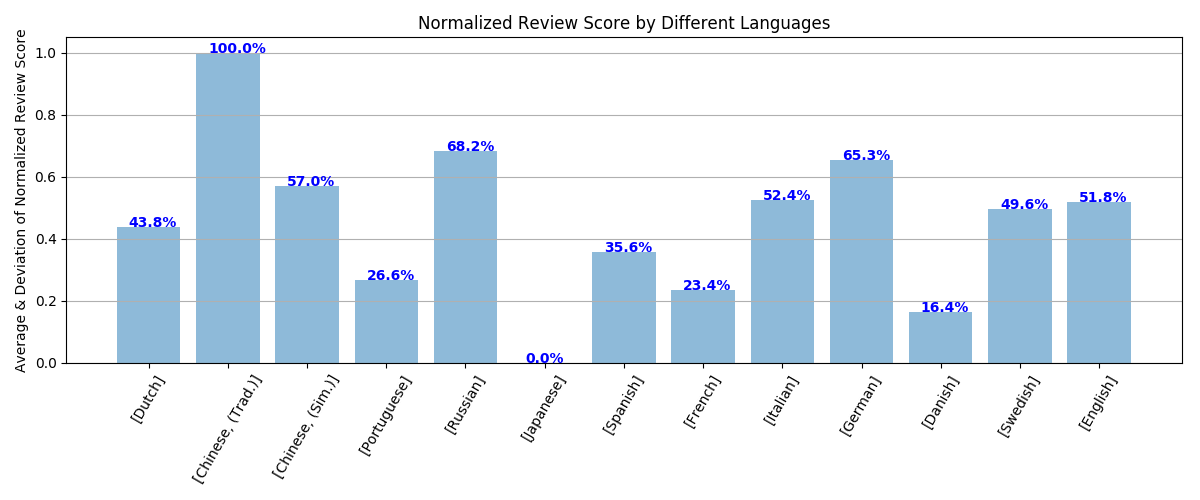 Normalized Review Score by Different Languages
Average & Deviation of Normalized Review Score
1.0
0.8
0.6
0.4
0.2
0.0
43.8%
100.0%
57.0%
26.6%
68.2%
0.0%
35.6%
23.4%
52.4%
65.3%
16.4%
49.6%
51.8%
[Dutch]
[Chinese, (Trad.)]
[Chinese, (Sim.)]
[Portuguese]
[Russian]
[Japanese]
[Spanish]
[French]
[Italian]
[German]
[Danish]
[Swedish]
[English]